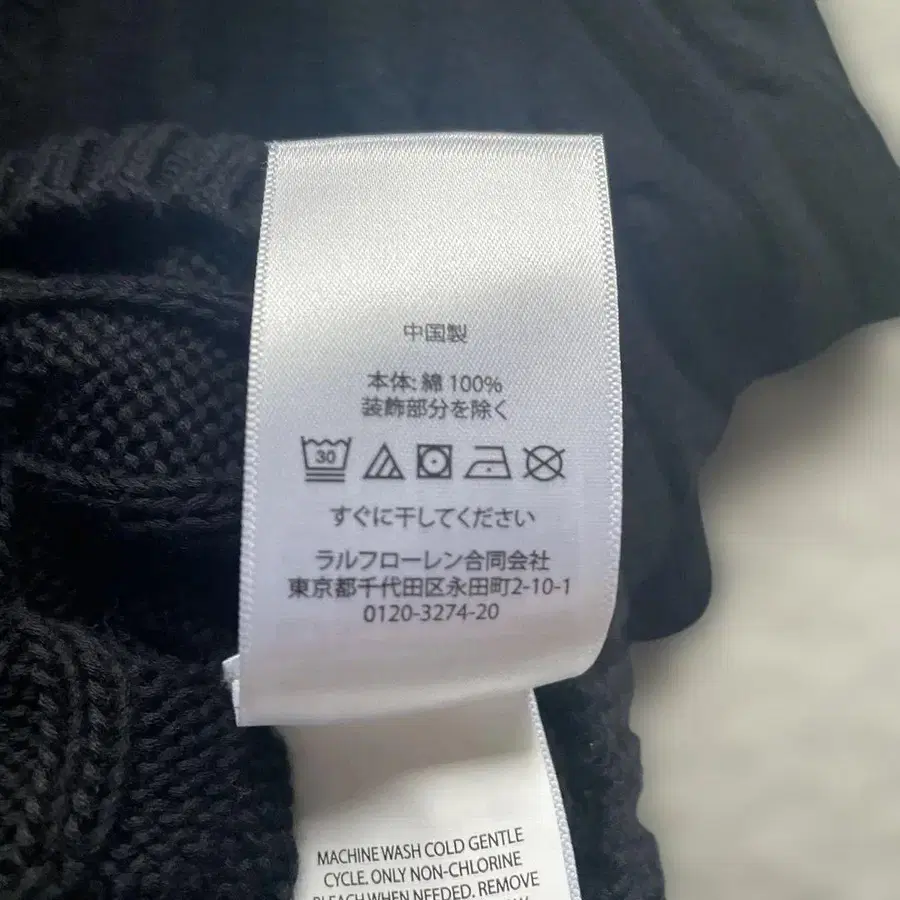 中国製
本体: 綿 100%
装飾部分を除く
30
すぐに干してください
ラルフローレン合同会社
東京都千代田区永田町2-10-1
0120-3274-20
MACHINE WASH COLD GENTLE
CYCLE. ONLY NON-CHLORINE
BLEACH WHEN NEEDED. REMOVE